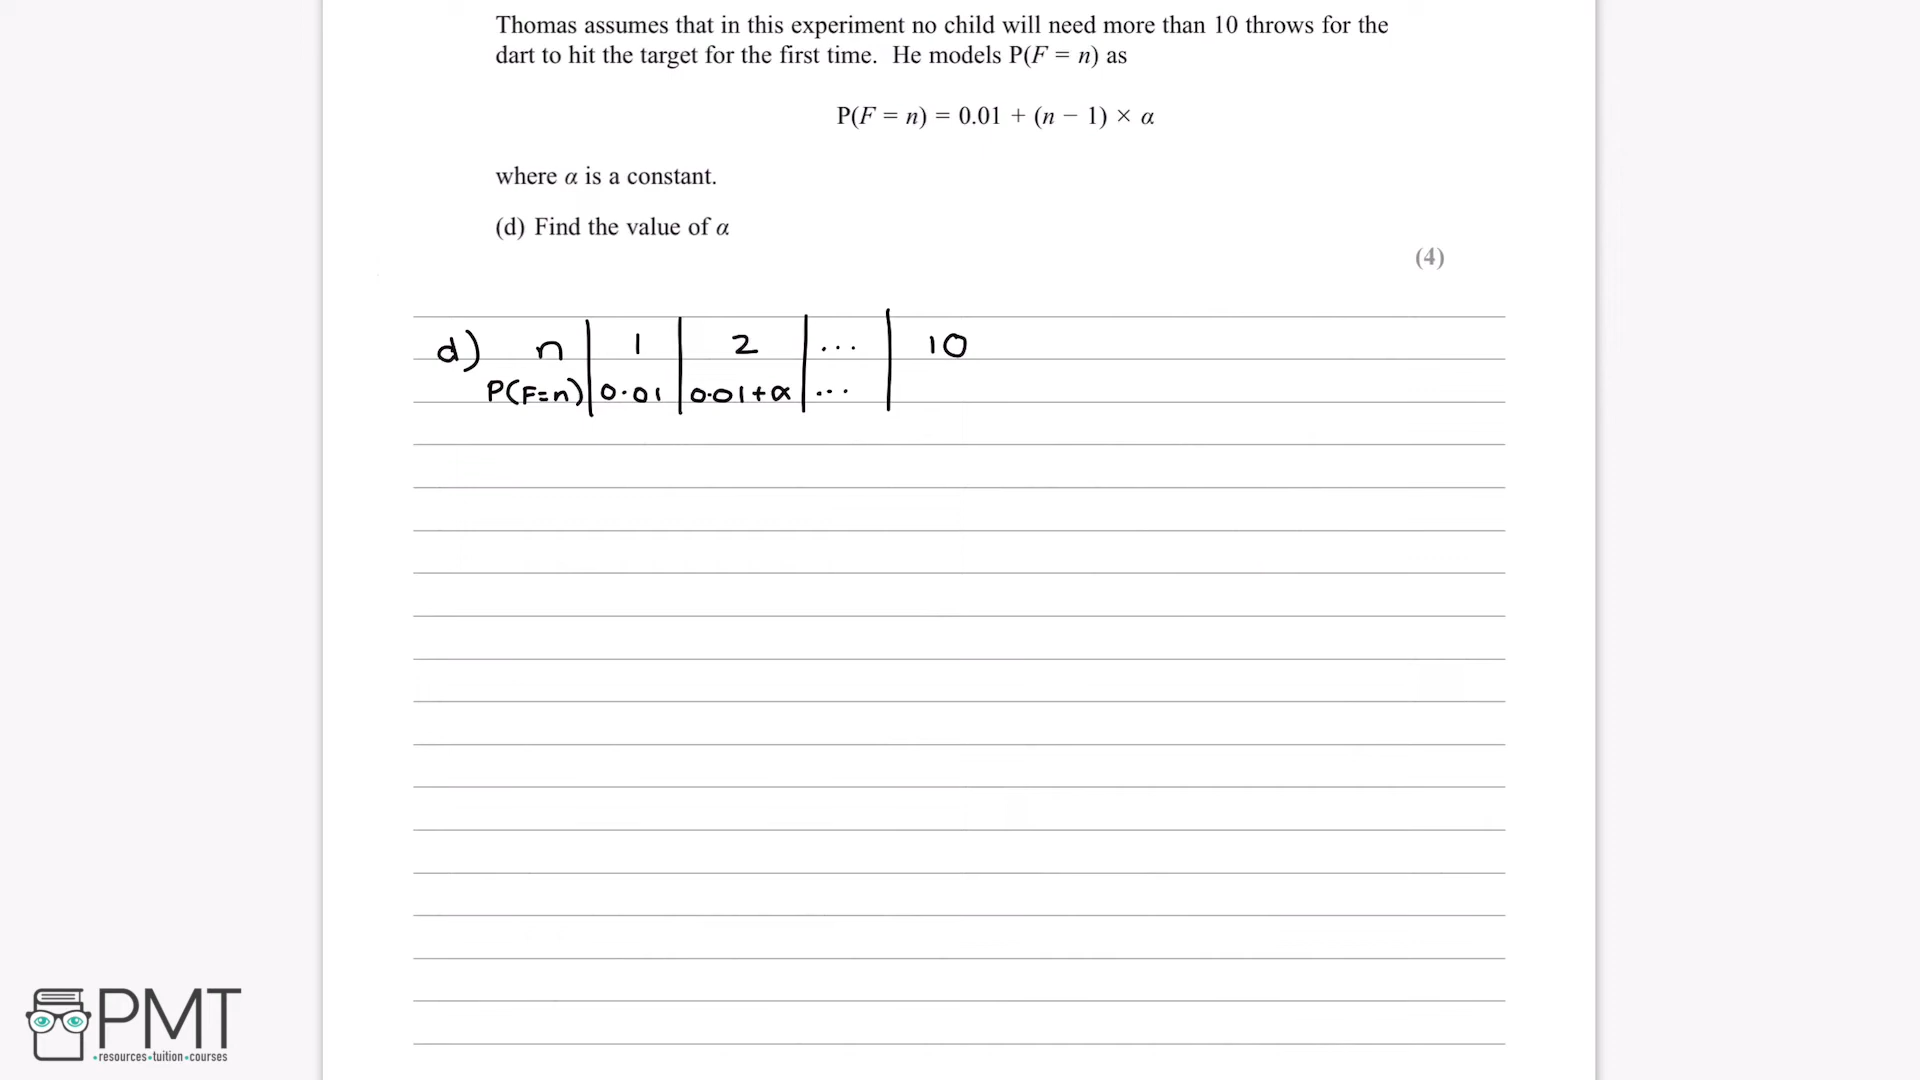 Thomas assumes that in this experiment no child will need more than 10 throws for the
dart to hit the target for the first time. He models P(F = n) as
P(F = n) = 0.01 + (n − 1) × α
where α is a constant.
(d) Find the value of α
(4)
d) n | 1 | 2 | ... | 10
P(F=n) | 0.01 | 0.01+α | ... |
PMT
•resources•tuition•courses